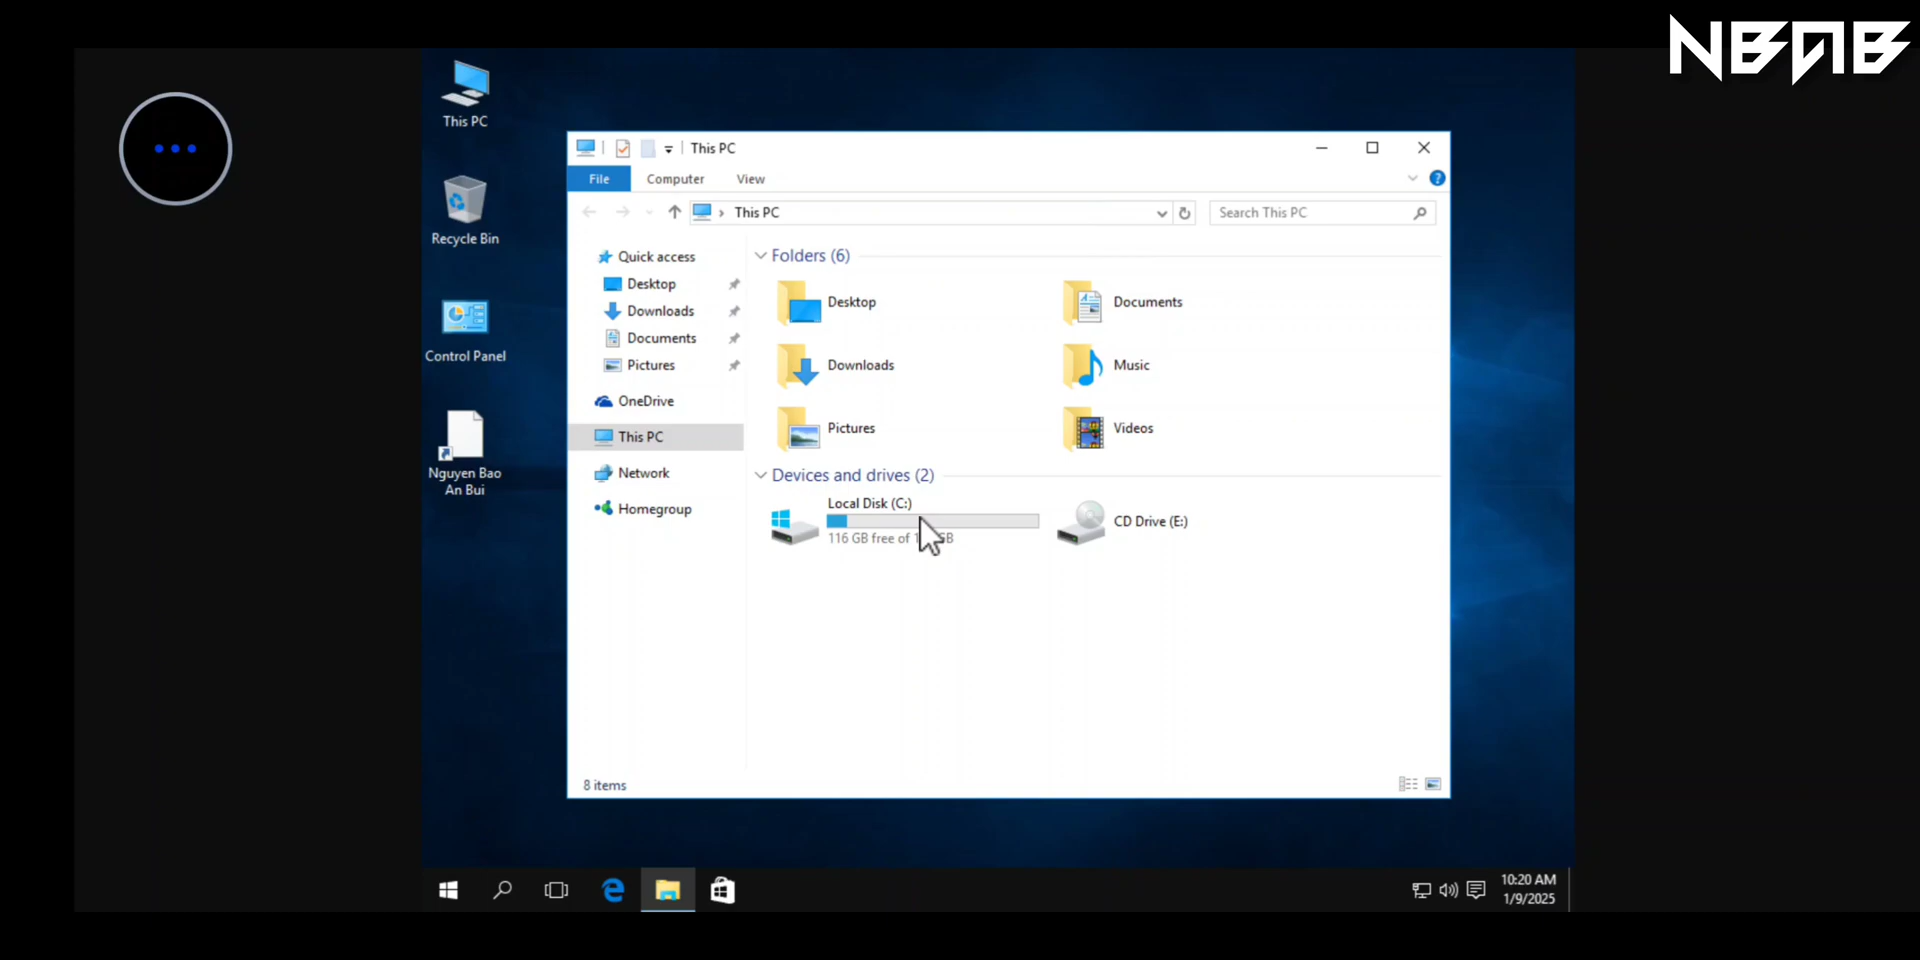 NBAB
This PC
Recycle Bin
Control Panel
Nguyen Bao
An Bui
This PC
File
Computer
View
This PC
Search This PC
Quick access
Desktop
Downloads
Documents
Pictures
OneDrive
This PC
Network
Homegroup
Folders (6)
Desktop
Documents
Downloads
Music
Pictures
Videos
Devices and drives (2)
Local Disk (C:)
116 GB free of
CD Drive (E:)
8 items
10:20 AM
1/9/2025